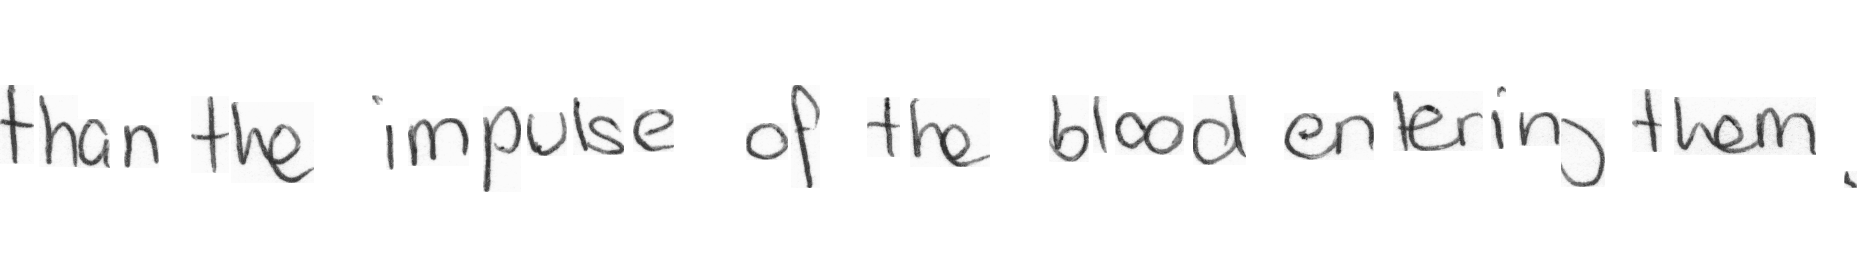 than the impulse of the blood entering them.